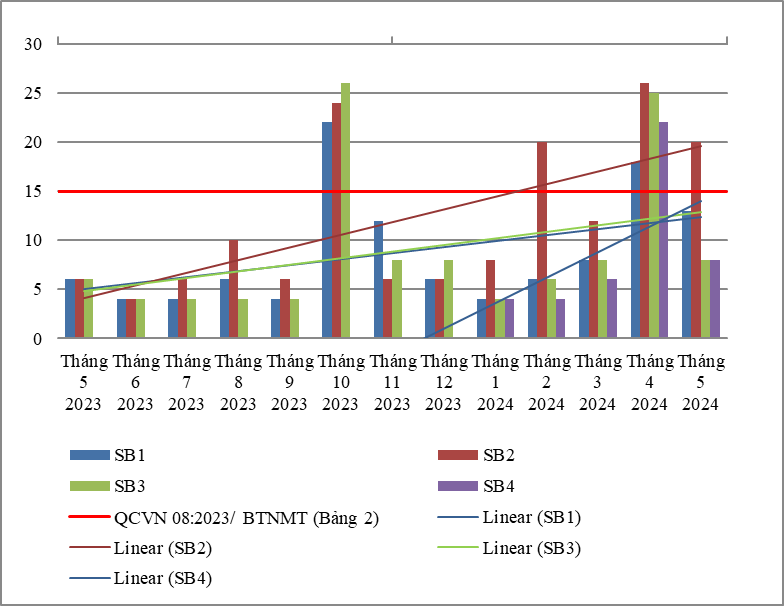 30
25
20
15
10
5
0
Tháng Tháng Tháng Tháng Tháng Tháng Tháng Tháng Tháng Tháng Tháng Tháng Tháng
5 6 7 8 9 10 11 12 1 2 3 4 5
2023 2023 2023 2023 2023 2023 2023 2023 2024 2024 2024 2024 2024
SB1 SB2
SB3 SB4
QCVN 08:2023/ BTNMT (Bảng 2) Linear (SB1)
Linear (SB2) Linear (SB3)
Linear (SB4)